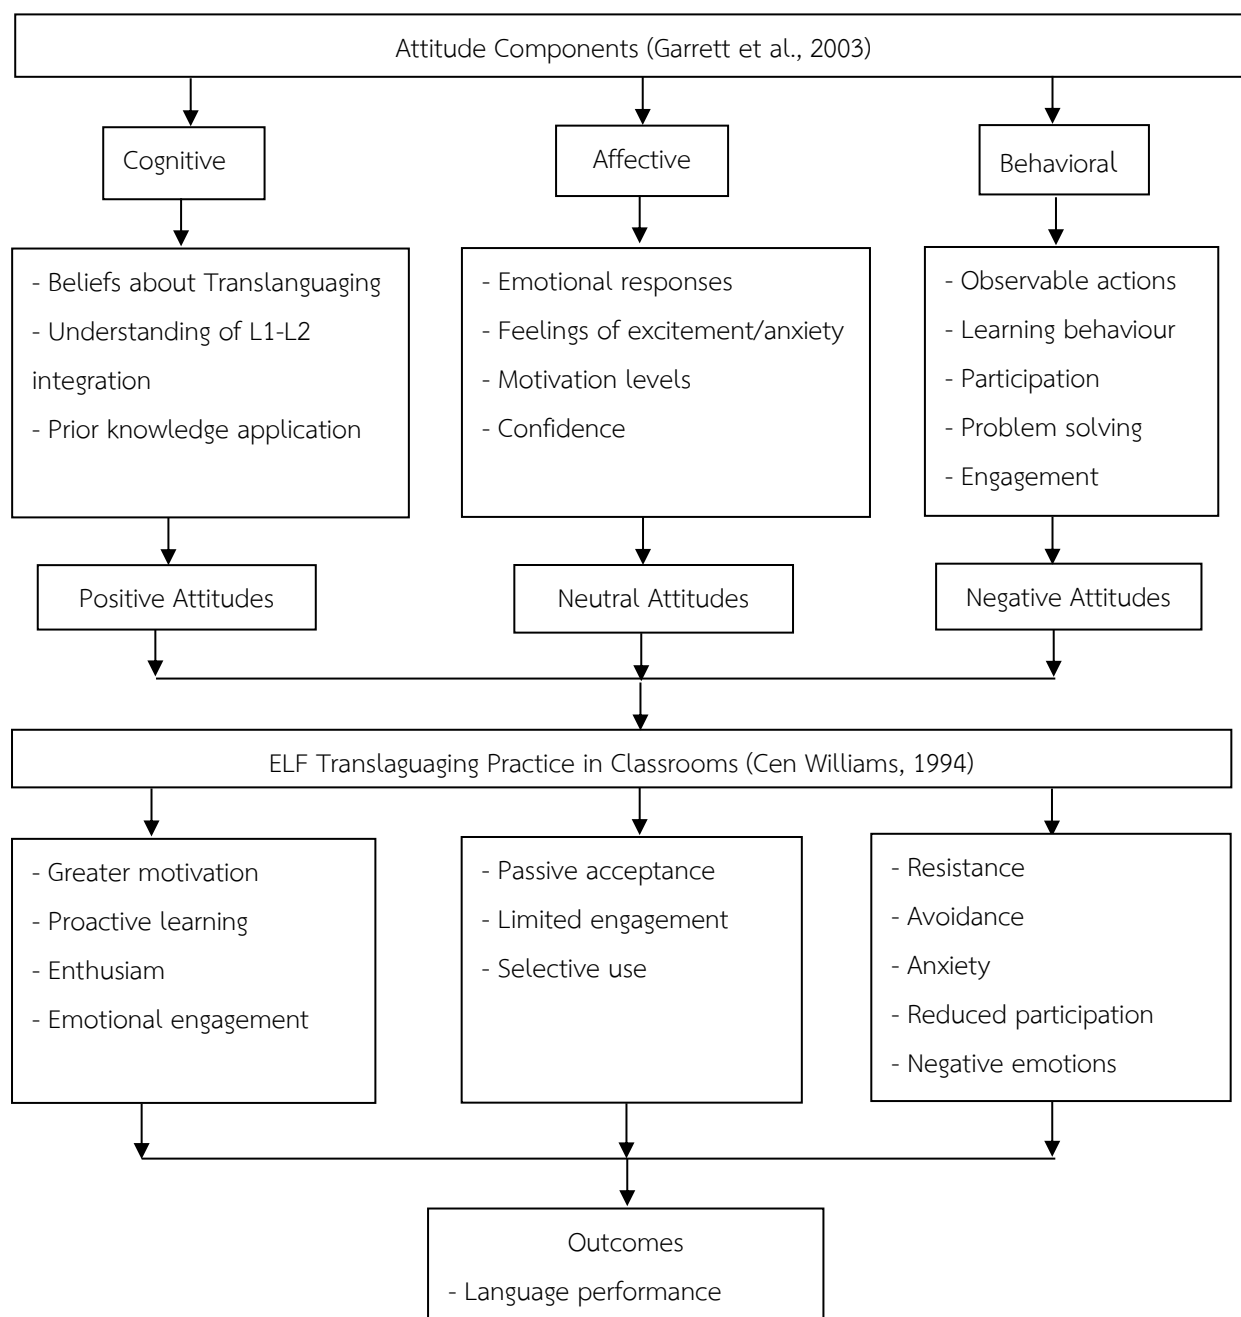 Attitude Components (Garrett et al., 2003)
Cognitive
Affective
Behavioral
- Beliefs about Translanguaging
- Understanding of L1-L2
integration
- Prior knowledge application
- Emotional responses
- Feelings of excitement/anxiety
- Motivation levels
- Confidence
- Observable actions
- Learning behaviour
- Participation
- Problem solving
- Engagement
Positive Attitudes
Neutral Attitudes
Negative Attitudes
ELF Translaguaging Practice in Classrooms (Cen Williams, 1994)
- Greater motivation
- Proactive learning
- Enthusiam
- Emotional engagement
- Passive acceptance
- Limited engagement
- Selective use
- Resistance
- Avoidance
- Anxiety
- Reduced participation
- Negative emotions
Outcomes
- Language performance